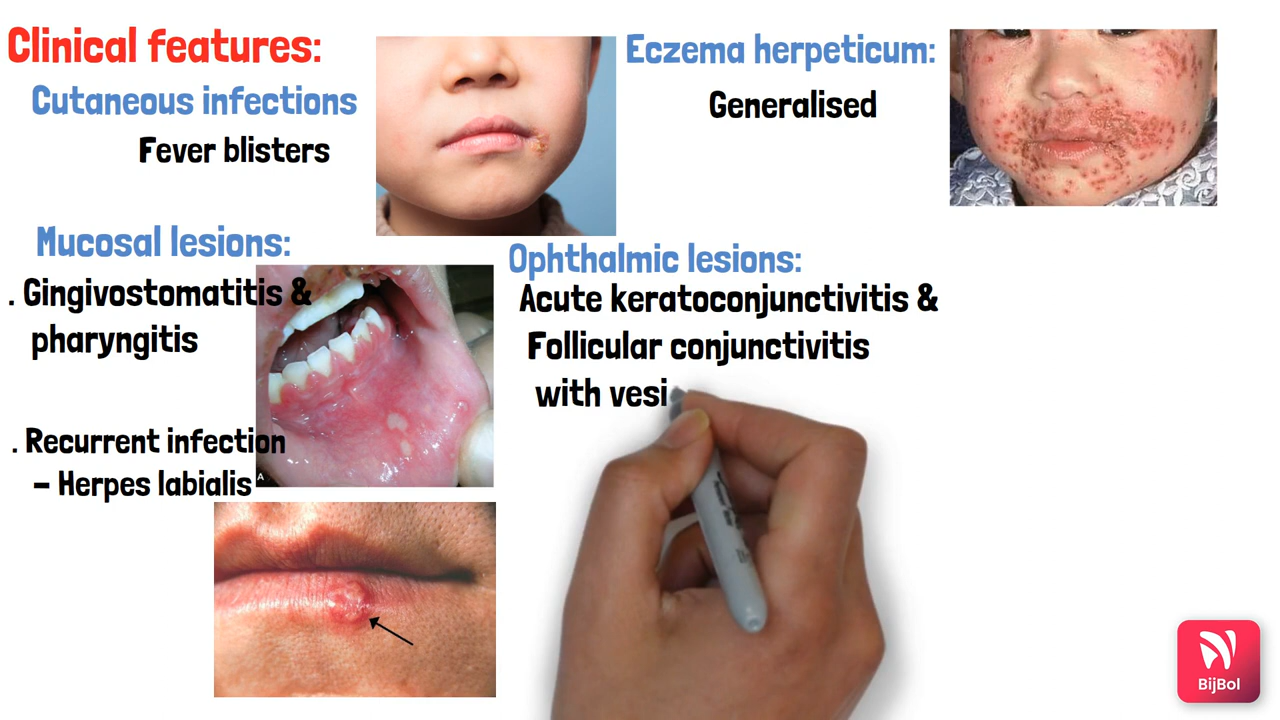 Clinical features:
Cutaneous infections
Fever blisters
Eczema herpeticum:
Generalised
Mucosal lesions:
. Gingivostomatitis &
pharyngitis
. Recurrent infection
– Herpes labialis
Ophthalmic lesions:
Acute keratoconjunctivitis &
Follicular conjunctivitis
with vesi
A
BijBol